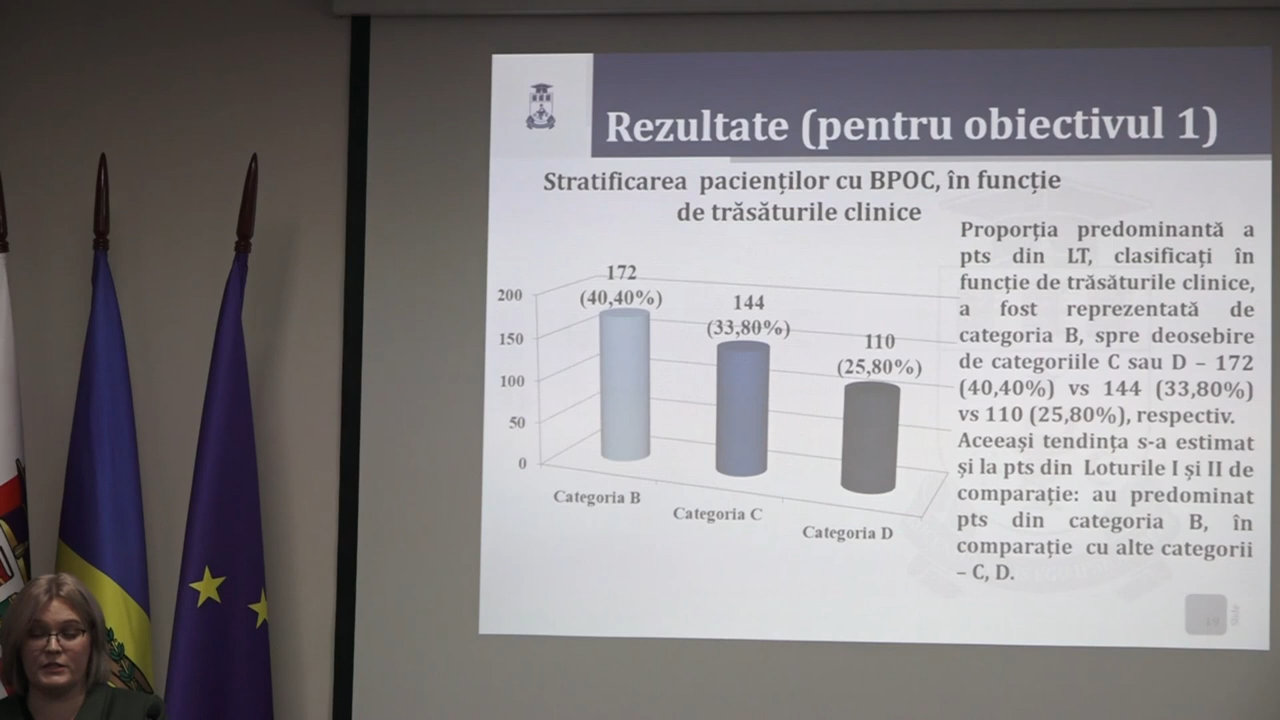 Rezultate (pentru obiectivul 1)
Stratificarea pacienților cu BPOC, în funcție
de trăsăturile clinice
172
(40,40%)
144
(33,80%)
110
(25,80%)
200
150
100
50
0
Categoria B
Categoria C
Categoria D
Proporția predominantă a
pts din LT, clasificați în
funcție de trăsăturile clinice,
a fost reprezentată de
categoria B, spre deosebire
de categoriile C sau D – 172
(40,40%) vs 144 (33,80%)
vs 110 (25,80%), respectiv.
Aceeași tendința s-a estimat
și la pts din Loturile I și II de
comparație: au predominat
pts din categoria B, în
comparație cu alte categorii
– C, D.
19
Slide